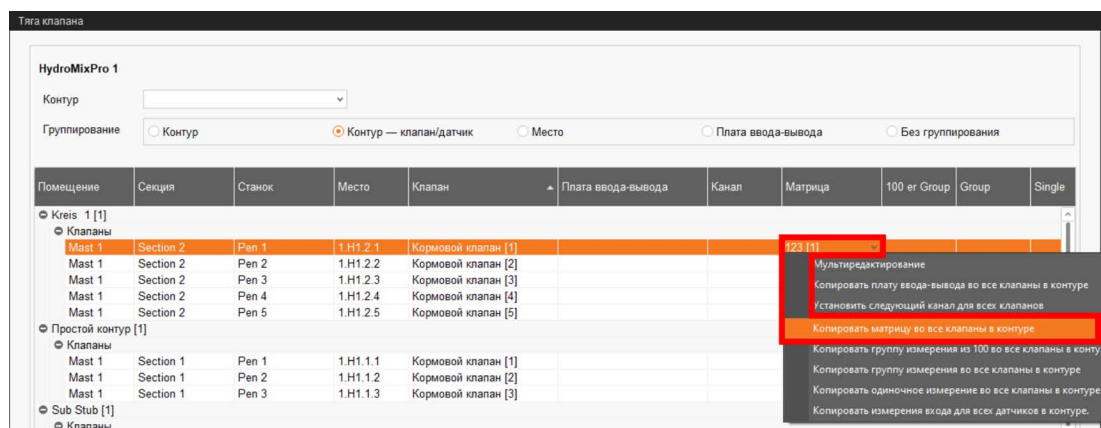 Тяга клапана
HydroMixPro 1
Контур
Группирование Контур Контур — клапан/датчик Место Плата ввода-вывода Без группирования
Помещение Секция Станок Место Клапан Плата ввода-вывода Канал Матрица 100 er Group Group Single
Kreis 1 [1]
Клапаны
Mast 1 Section 2 Pen 1 1.H1.2.1 Кормовой клапан [1] 123 [1]
Mast 1 Section 2 Pen 2 1.H1.2.2 Кормовой клапан [2]
Mast 1 Section 2 Pen 3 1.H1.2.3 Кормовой клапан [3]
Mast 1 Section 2 Pen 4 1.H1.2.4 Кормовой клапан [4]
Mast 1 Section 2 Pen 5 1.H1.2.5 Кормовой клапан [5]
Простой контур [1]
Клапаны
Mast 1 Section 1 Pen 1 1.H1.1.1 Кормовой клапан [1]
Mast 1 Section 1 Pen 2 1.H1.1.2 Кормовой клапан [2]
Mast 1 Section 1 Pen 3 1.H1.1.3 Кормовой клапан [3]
Sub Stub [1]
Клапаны
Мультиредактирование
Копировать плату ввода-вывода во все клапаны в контуре
Установить следующий канал для всех клапанов
Копировать матрицу во все клапаны в контуре
Копировать группу измерения из 100 во все клапаны в конту
Копировать группу измерения во все клапаны в контуре
Копировать одиночное измерение во все клапаны в контуре
Копировать измерения входа для всех датчиков в контуре.